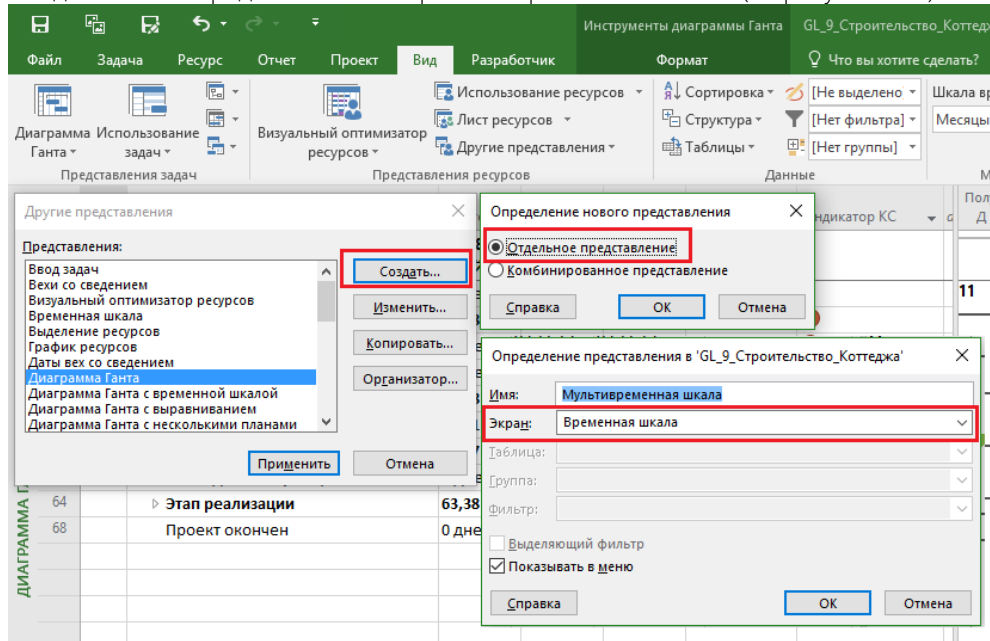 Инструменты диаграммы Ганта GL_9_Строительство_Коттедж
Файл Задача Ресурс Отчет Проект Вид Разработчик Формат Что вы хотите сделать?
Диаграмма Ганта
Использование задач
Визуальный оптимизатор ресурсов
Использование ресурсов
Лист ресурсов
Другие представления
Сортировка
Структура
Таблицы
[Не выделено
[Нет фильтра]
[Нет группы]
Шкала вр
Месяцы
Представления задач
Представления ресурсов
Данные
М
Другие представления
Представления:
Ввод задач
Вехи со сведением
Визуальный оптимизатор ресурсов
Временная шкала
Выделение ресурсов
График ресурсов
Даты вех со сведением
Диаграмма Ганта
Диаграмма Ганта с временной шкалой
Диаграмма Ганта с выравниванием
Диаграмма Ганта с несколькими планами
Создать...
Изменить...
Копировать...
Организатор...
Применить Отмена
Определение нового представления
Отдельное представление
Комбинированное представление
Справка ОК Отмена
ндикатор КС
Пол
Д
11
Определение представления в 'GL_9_Строительство_Коттеджа'
Имя: Мультивременная шкала
Экран: Временная шкала
Таблица:
Группа:
Фильтр:
Выделяющий фильтр
Показывать в меню
Справка ОК Отмена
64 Этап реализации 63,38
68 Проект окончен 0 дне
ДИАГРАММА Г